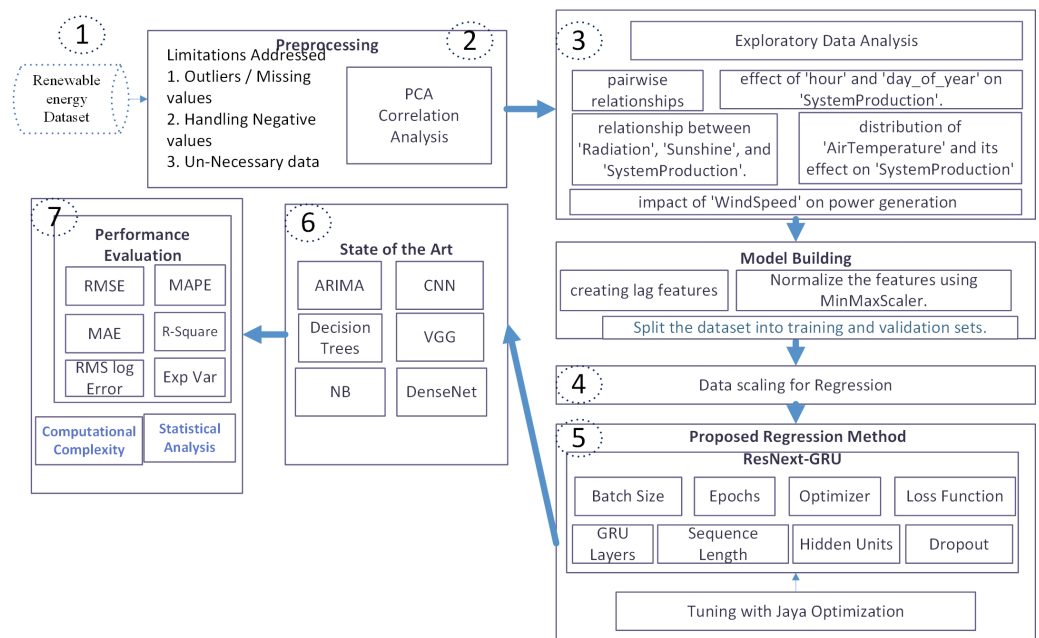 1
Renewable
energy
Dataset
2
Preprocessing
Limitations Addressed
1. Outliers / Missing
values
2. Handling Negative
values
3. Un-Necessary data
PCA
Correlation
Analysis
3
Exploratory Data Analysis
pairwise
relationships
effect of 'hour' and 'day_of_year' on
'SystemProduction'.
relationship between
'Radiation', 'Sunshine', and
'SystemProduction'.
distribution of
'AirTemperature' and its
effect on 'SystemProduction'
impact of 'WindSpeed' on power generation
Model Building
creating lag features
Normalize the features using
MinMaxScaler.
Split the dataset into training and validation sets.
4
Data scaling for Regression
5
Proposed Regression Method
ResNext-GRU
Batch Size
Epochs
Optimizer
Loss Function
GRU
Layers
Sequence
Length
Hidden Units
Dropout
Tuning with Jaya Optimization
6
State of the Art
ARIMA
CNN
Decision
Trees
VGG
NB
DenseNet
7
Performance
Evaluation
RMSE
MAPE
MAE
R-Square
RMS log
Error
Exp Var
Computational
Complexity
Statistical
Analysis